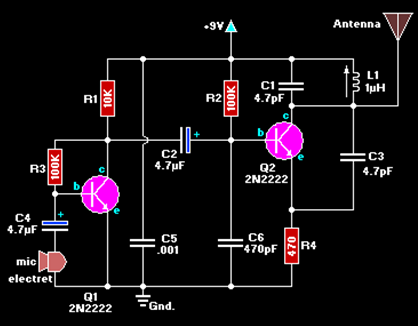 Antenna
+9V
R1
10K
R2
100K
C1
4.7pF
L1
1µH
c
b
e
Q2
2N2222
+
C2
4.7µF
C3
4.7pF
R3
100K
c
b
e
C4
4.7µF
+
mic
electret
Q1
2N2222
C5
.001
C6
470pF
470
R4
Gnd.